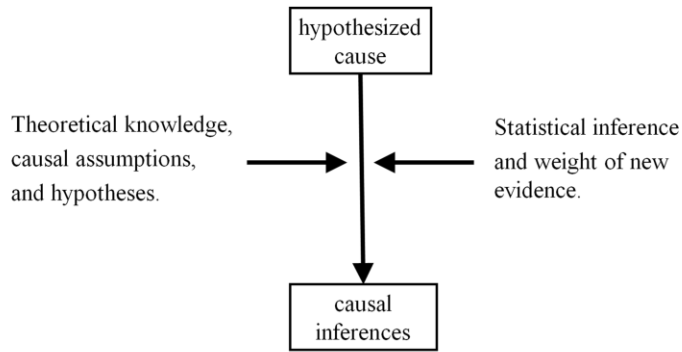 hypothesized
cause
Theoretical knowledge,
causal assumptions,
and hypotheses.
Statistical inference
and weight of new
evidence.
causal
inferences